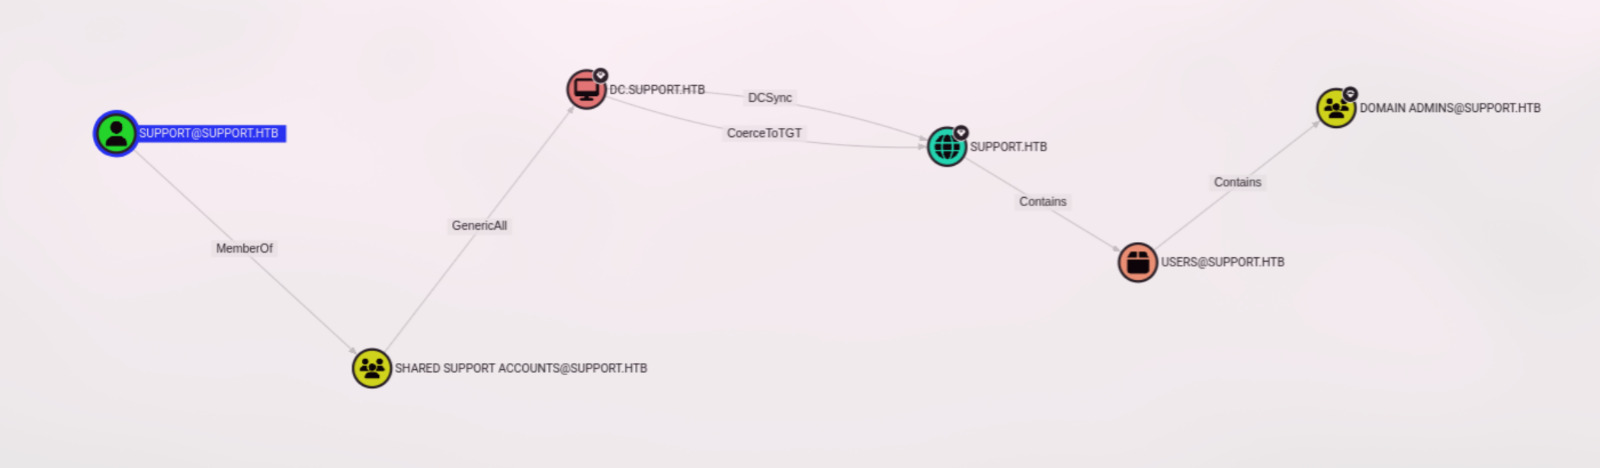 SUPPORT@SUPPORT.HTB
MemberOf
SHARED SUPPORT ACCOUNTS@SUPPORT.HTB
GenericAll
DC.SUPPORT.HTB
DCSync
CoerceToTGT
SUPPORT.HTB
Contains
USERS@SUPPORT.HTB
Contains
DOMAIN ADMINS@SUPPORT.HTB